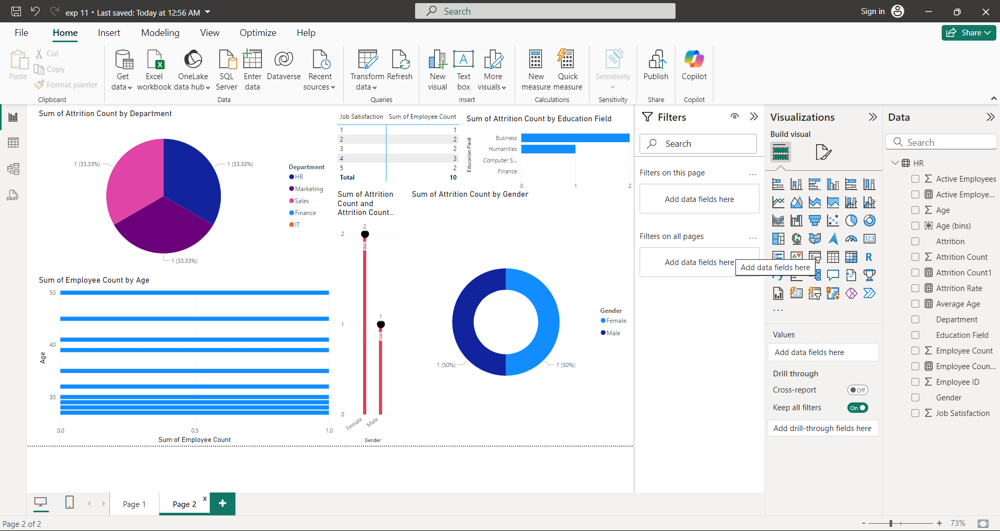 exp 11 • Last saved: Today at 12:56 AM
Search
Sign in
File Home Insert Modeling View Optimize Help
Share
Paste
Cut
Copy
Format painter
Clipboard
Get data
Excel workbook
OneLake data hub
SQL Server
Enter data
Dataverse
Recent sources
Data
Transform data
Refresh
Queries
New visual
Text box
More visuals
Insert
New measure
Quick measure
Calculations
Sensitivity
Sensitivity
Publish
Share
Copilot
Copilot
Sum of Attrition Count by Department
1 (33.33%)
1 (33.33%)
1 (33.33%)
Department
HR
Marketing
Sales
Finance
IT
Job Satisfaction Sum of Employee Count
1 1
2 2
3 2
4 3
5 2
Total 10
Sum of Attrition Count by Education Field
Education Field
Business
Humanities
Computer S...
Finance
0 1 2
Sum of Attrition
Count and
Attrition Count...
2
2
2
1
1
1
0
Female
Male
Gender
Sum of Attrition Count by Gender
1 (50%)
1 (50%)
Gender
Female
Male
Sum of Employee Count by Age
50
40
30
Age
0.0 0.5 1.0
Sum of Employee Count
Filters
Search
Filters on this page
...
Add data fields here
Filters on all pages
...
Add data fields here
Add data fields here
Visualizations
Build visual
123
R
123
...
Values
Add data fields here
Drill through
Cross-report
Off
Keep all filters
On
Add drill-through fields here
Data
Search
HR
Active Employees
Active Employe...
Age
Age (bins)
Attrition
Attrition Count
Attrition Count1
Attrition Rate
Average Age
Department
Education Field
Employee Count
Employee Coun...
Employee ID
Gender
Job Satisfaction
DAX
Page 1
Page 2
x
+
Page 2 of 2
- + 73%